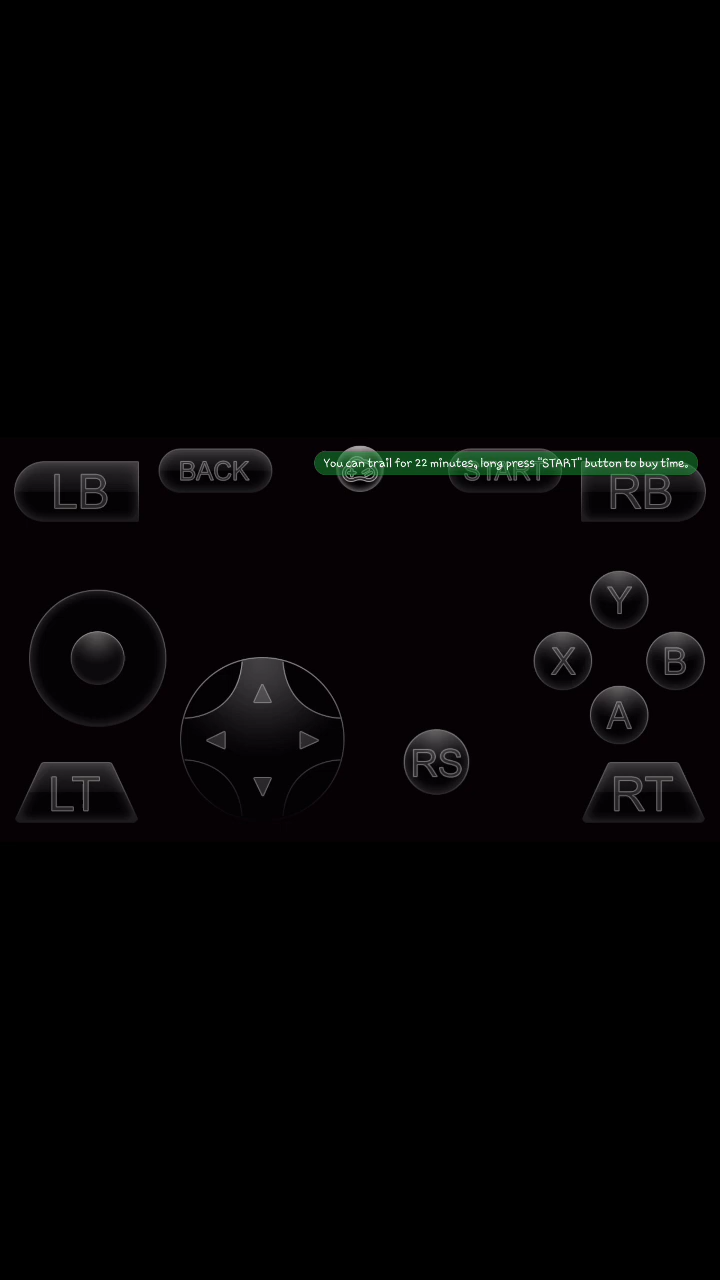 BACK
You can trail for 22 minutes, long press "START" button to buy time.
START
LB
RB
Y
X
B
A
RS
LT
RT